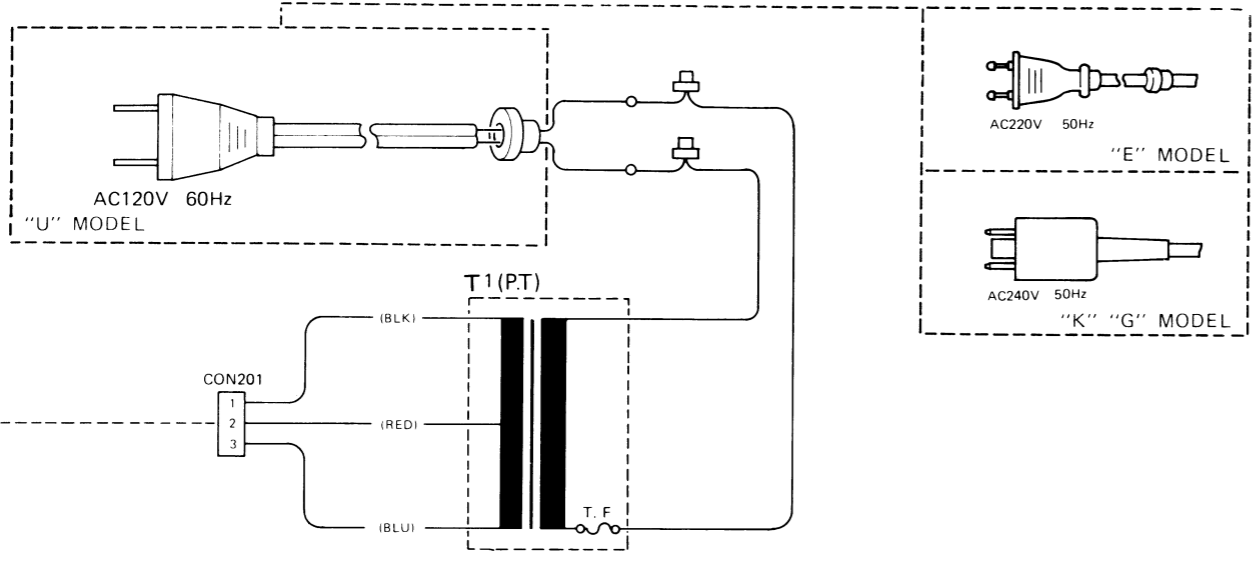 AC120V 60Hz
"U" MODEL
AC220V 50Hz
"E" MODEL
AC240V 50Hz
"K" "G" MODEL
T1 (P.T)
(BLK)
CON201
1
2
3
(RED)
(BLU)
T. F